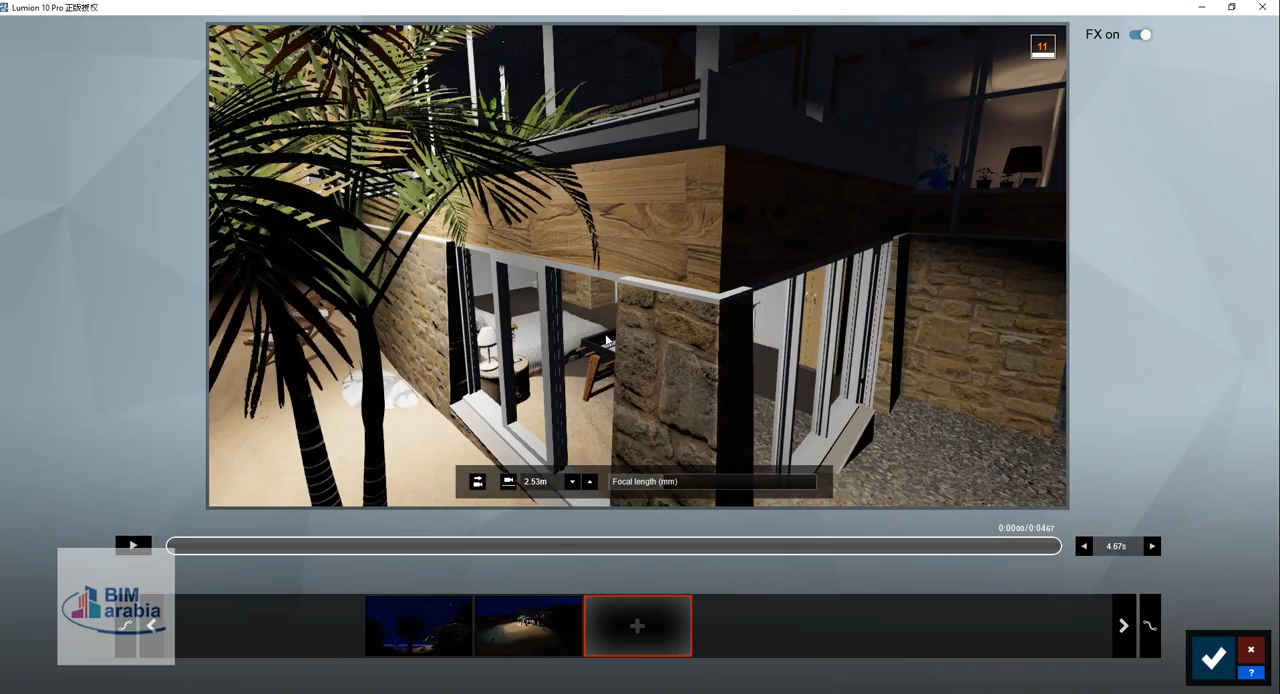 Lumion 10 Pro 正版授权
FX on
11
2.53m
Focal length (mm)
0:0000/0:0467
4.67s
BIM
arabia
?